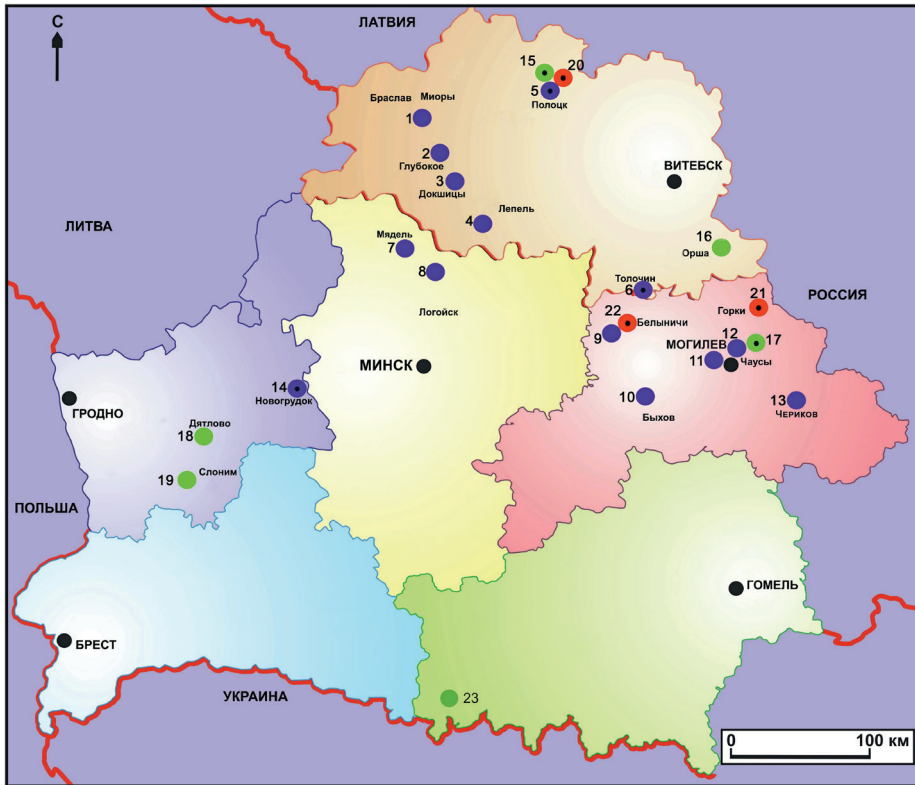 ЛАТВИЯ
С
15
20
5
Полоцк
Браслав
Миоры
1
2
Глубокое
3
Докшицы
ВИТЕБСК
Лепель
4
ЛИТВА
Мядель
7
16
Орша
8
Толочин
6
РОССИЯ
21
Горки
Логойск
22
Белыничи
9
МОГИЛЕВ
12
17
11
Чаусы
МИНСК
14
Новогрудок
10
Быхов
13
ЧЕРИКОВ
ГРОДНО
Дятлово
18
Слоним
19
ПОЛЬША
ГОМЕЛЬ
БРЕСТ
УКРАИНА
23
0
100 км